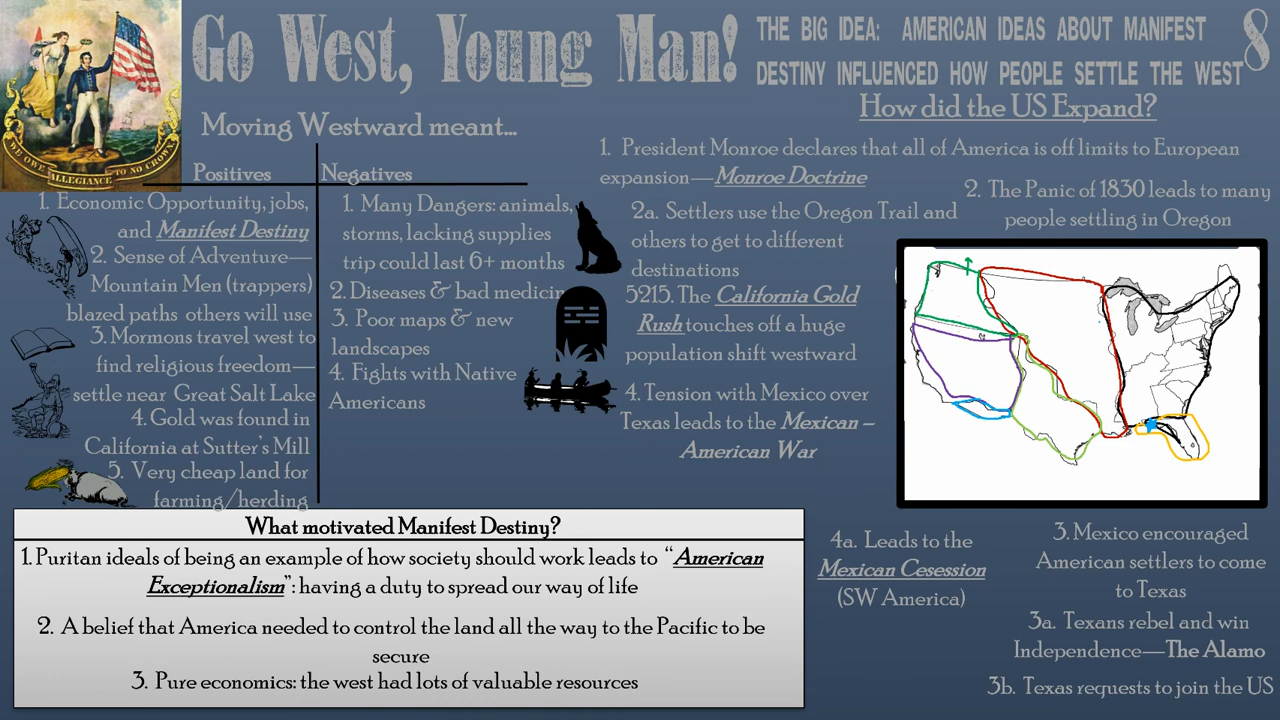 Go West, Young Man!
THE BIG IDEA: AMERICAN IDEAS ABOUT MANIFEST
DESTINY INFLUENCED HOW PEOPLE SETTLE THE WEST
8
WE OWE ALLEGIANCE TO NO CROWN
Moving Westward meant...
Positives
1. Economic Opportunity, jobs,
and Manifest Destiny
2. Sense of Adventure—
Mountain Men (trappers)
blazed paths others will use
3. Mormons travel west to
find religious freedom—
settle near Great Salt Lake
4. Gold was found in
California at Sutter's Mill
5. Very cheap land for
farming/herding
Negatives
1. Many Dangers: animals,
storms, lacking supplies
trip could last 6+ months
2. Diseases & bad medicin
3. Poor maps & new
landscapes
4. Fights with Native
Americans
How did the US Expand?
1. President Monroe declares that all of America is off limits to European
expansion—Monroe Doctrine
2. The Panic of 1830 leads to many
people settling in Oregon
2a. Settlers use the Oregon Trail and
others to get to different
destinations
5215. The California Gold
Rush touches off a huge
population shift westward
4. Tension with Mexico over
Texas leads to the Mexican –
American War
4a. Leads to the
Mexican Cesession
(SW America)
3. Mexico encouraged
American settlers to come
to Texas
3a. Texans rebel and win
Independence—The Alamo
3b. Texas requests to join the US
What motivated Manifest Destiny?
1. Puritan ideals of being an example of how society should work leads to "American
Exceptionalism": having a duty to spread our way of life
2. A belief that America needed to control the land all the way to the Pacific to be
secure
3. Pure economics: the west had lots of valuable resources